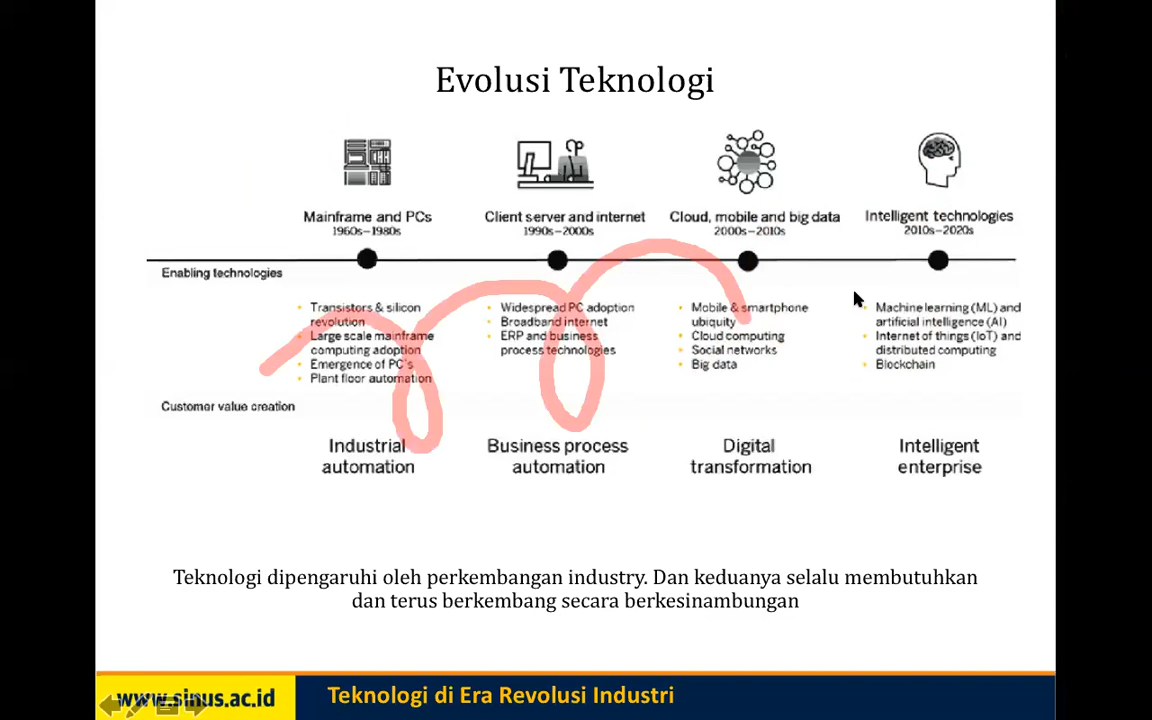 Evolusi Teknologi
Mainframe and PCs
1960s–1980s
Client server and internet
1990s–2000s
Cloud, mobile and big data
2000s–2010s
Intelligent technologies
2010s–2020s
Enabling technologies
• Transistors & silicon
revolution
• Large scale mainframe
computing adoption
• Emergence of PC's
• Plant floor automation
• Widespread PC adoption
• Broadband internet
• ERP and business
process technologies
• Mobile & smartphone
ubiquity
• Cloud computing
• Social networks
• Big data
• Machine learning (ML) and
artificial intelligence (AI)
• Internet of things (IoT) and
distributed computing
• Blockchain
Customer value creation
Industrial
automation
Business process
automation
Digital
transformation
Intelligent
enterprise
Teknologi dipengaruhi oleh perkembangan industry. Dan keduanya selalu membutuhkan
dan terus berkembang secara berkesinambungan
www.sinus.ac.id
Teknologi di Era Revolusi Industri